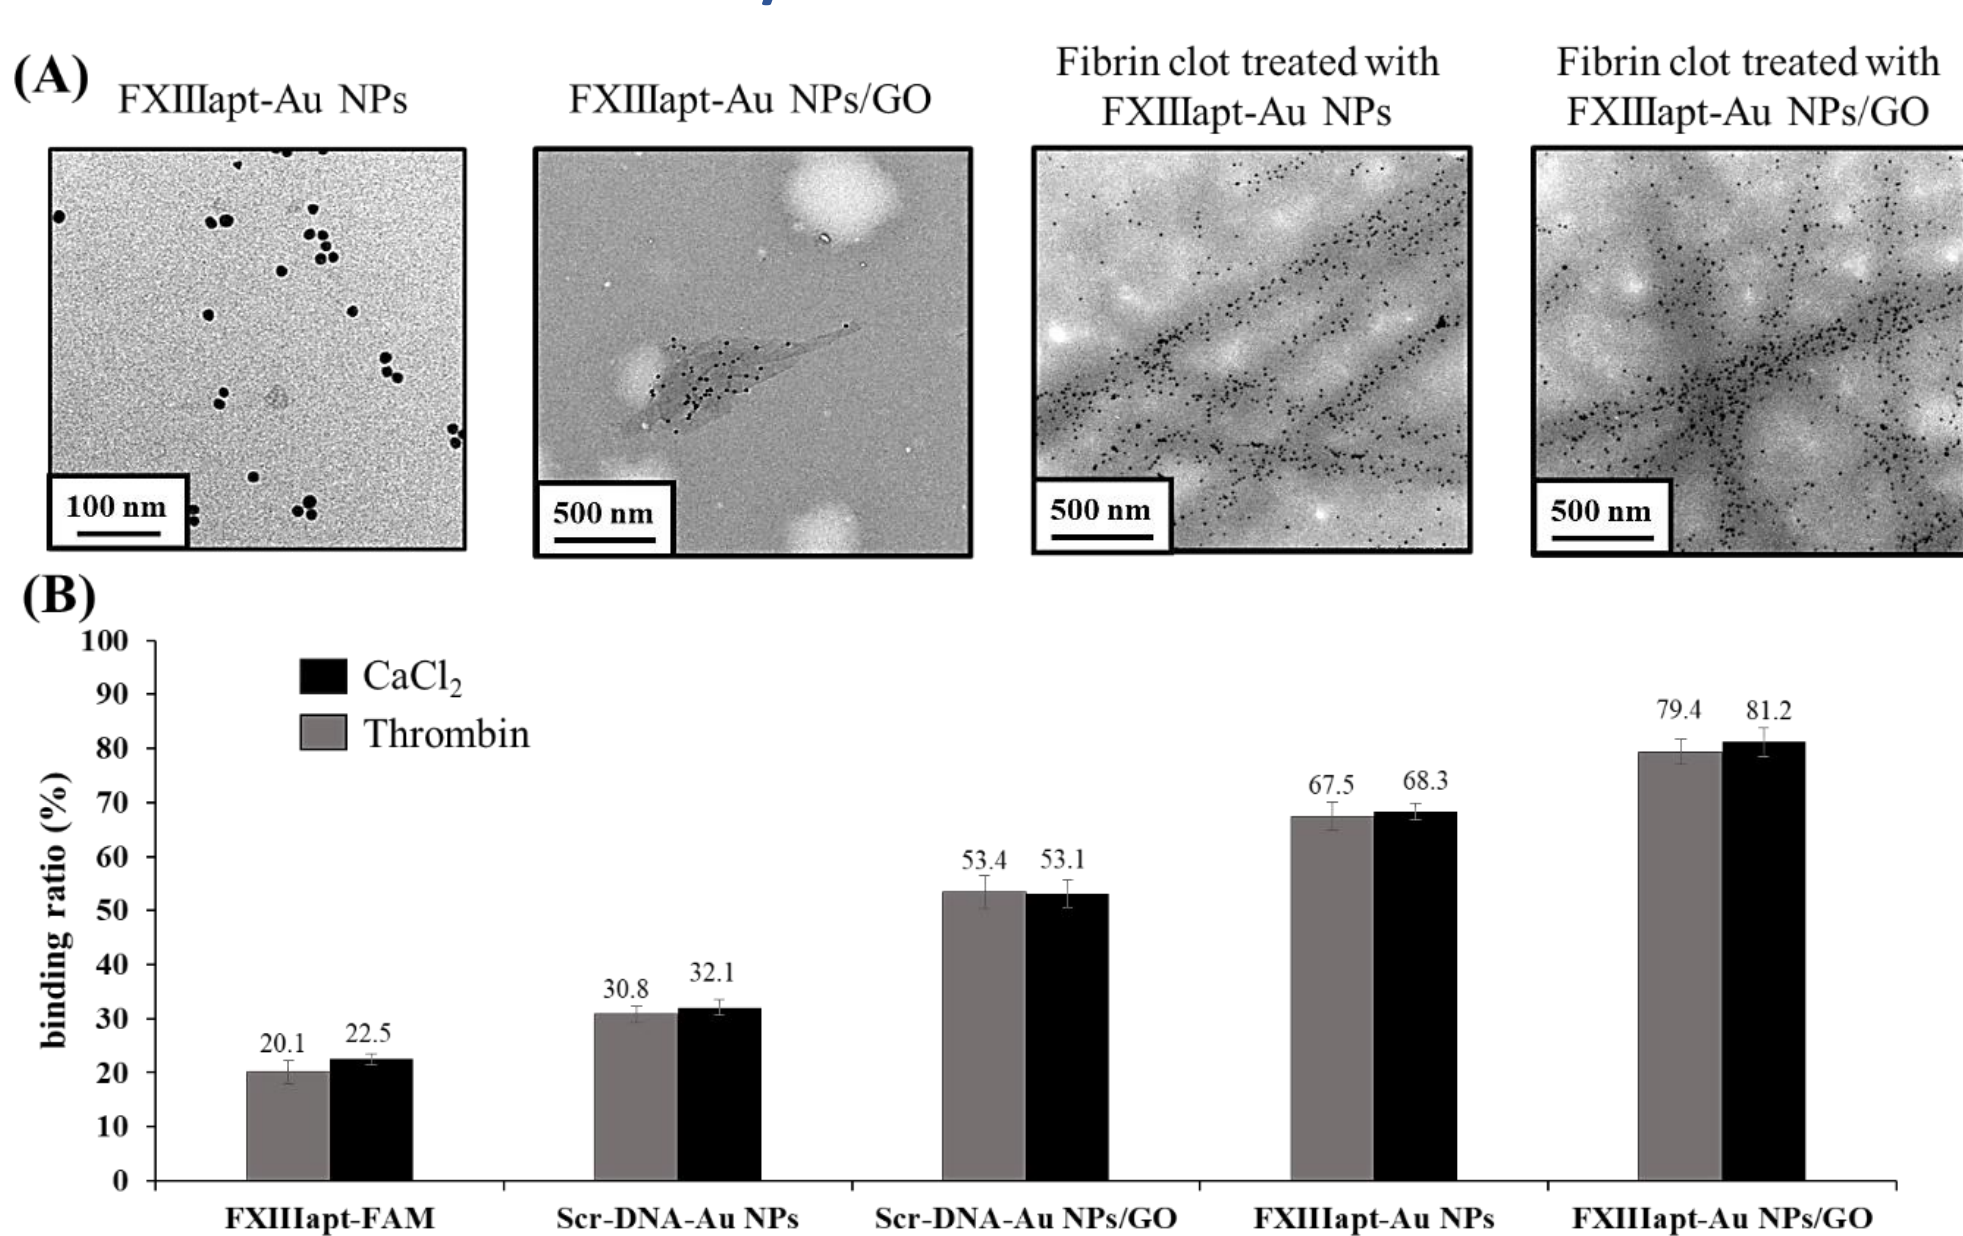 (A)
FXIIIapt-Au NPs
FXIIIapt-Au NPs/GO
Fibrin clot treated with
FXIIIapt-Au NPs
Fibrin clot treated with
FXIIIapt-Au NPs/GO
100 nm
500 nm
500 nm
500 nm
(B)
binding ratio (%)
100
90
80
70
60
50
40
30
20
10
0
CaCl₂
Thrombin
20.1
22.5
30.8
32.1
53.4
53.1
67.5
68.3
79.4
81.2
FXIIIapt-FAM
Scr-DNA-Au NPs
Scr-DNA-Au NPs/GO
FXIIIapt-Au NPs
FXIIIapt-Au NPs/GO